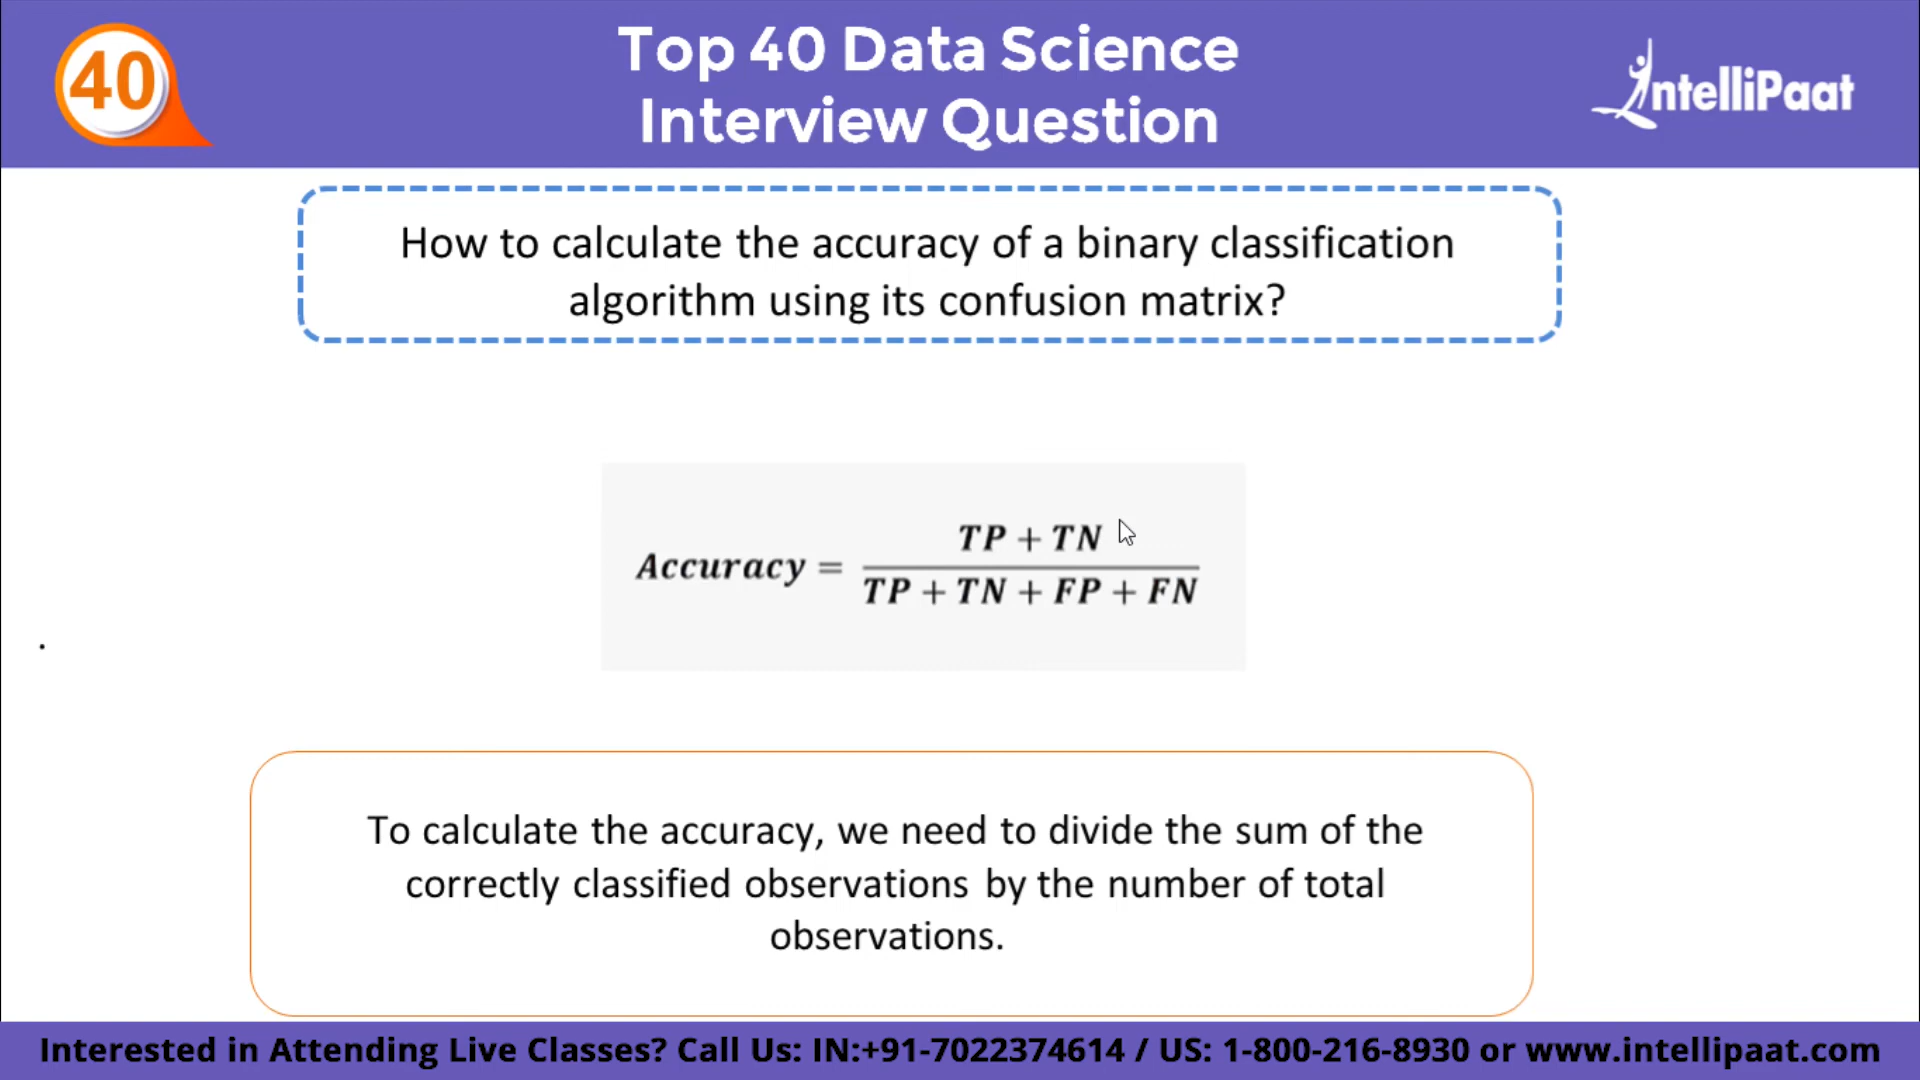 40
Top 40 Data Science
Interview Question
IntelliPaat
How to calculate the accuracy of a binary classification
algorithm using its confusion matrix?
Accuracy = TP + TN / TP + TN + FP + FN
.
To calculate the accuracy, we need to divide the sum of the
correctly classified observations by the number of total
observations.
Interested in Attending Live Classes? Call Us: IN:+91-7022374614 / US: 1-800-216-8930 or www.intellipaat.com